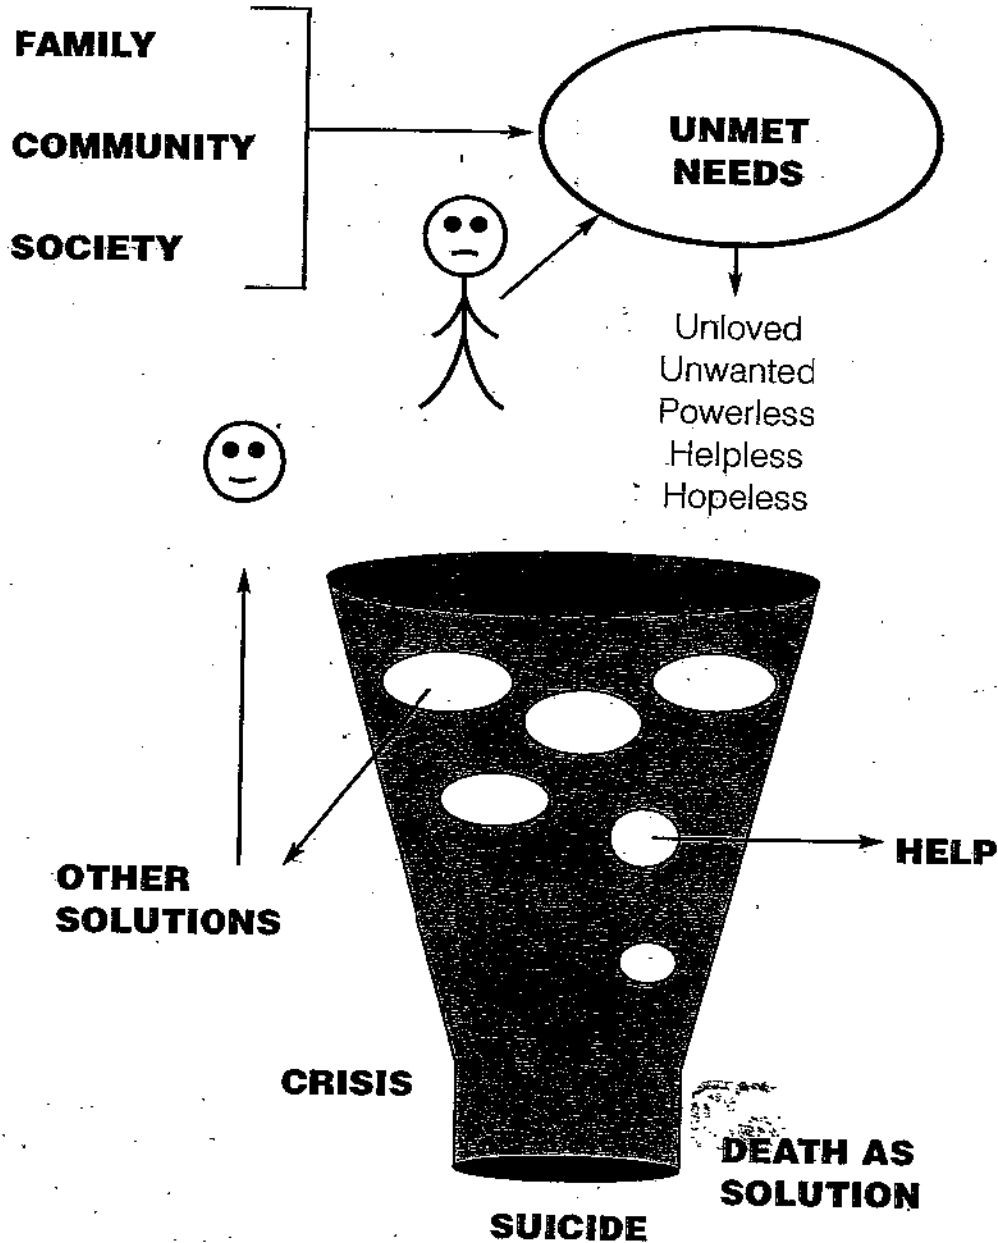 FAMILY
COMMUNITY
SOCIETY
UNMET
NEEDS
Unloved
Unwanted
Powerless
Helpless
Hopeless
OTHER
SOLUTIONS
HELP
CRISIS
DEATH AS
SOLUTION
SUICIDE